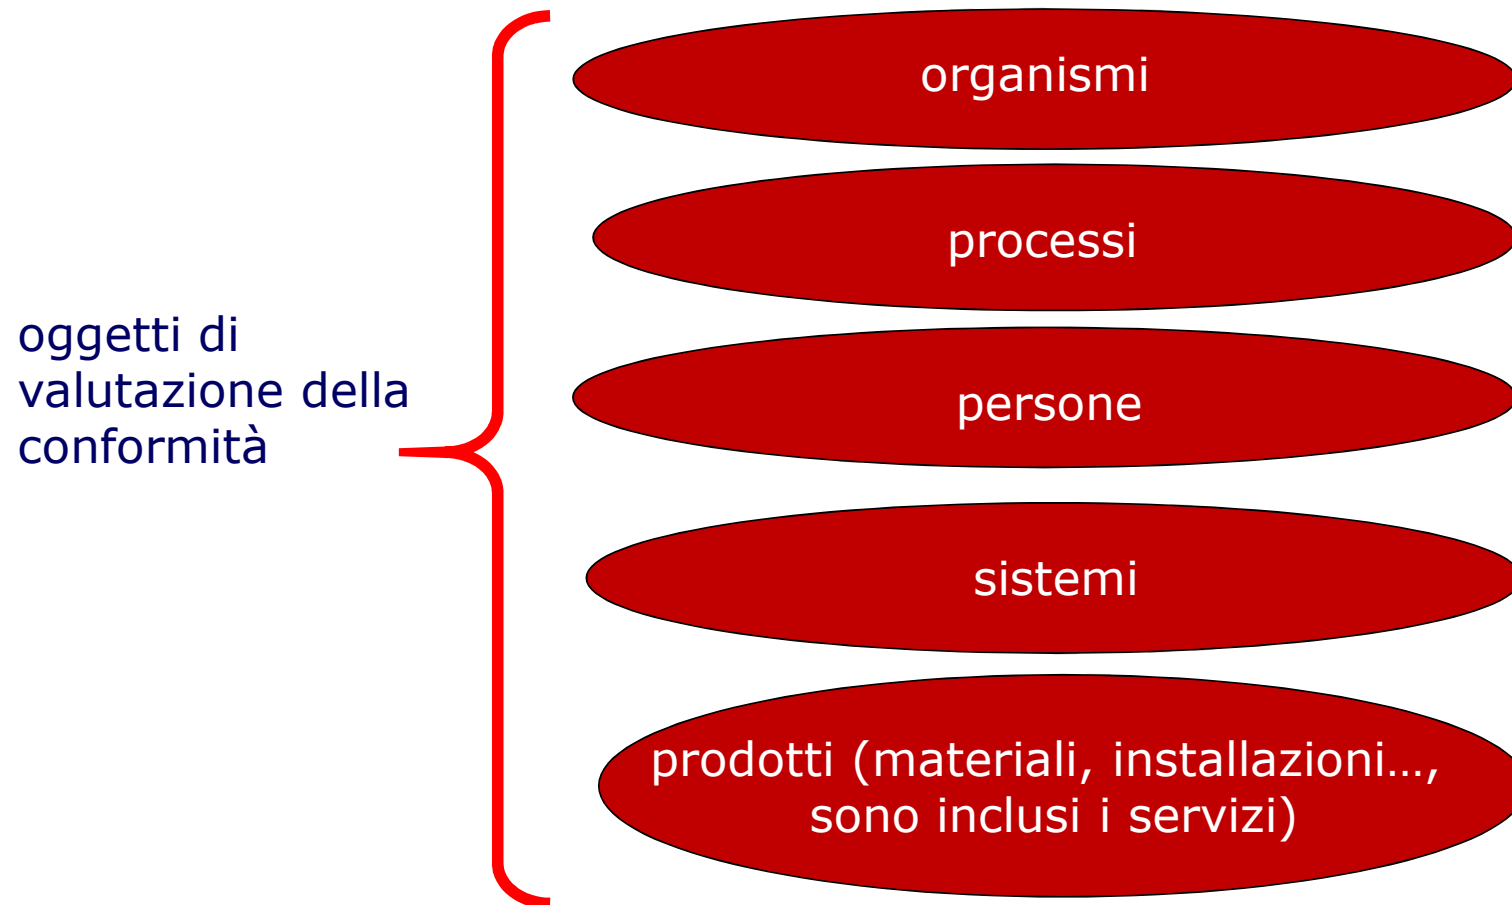 oggetti di
valutazione della
conformità
organismi
processi
persone
sistemi
prodotti (materiali, installazioni…,
sono inclusi i servizi)